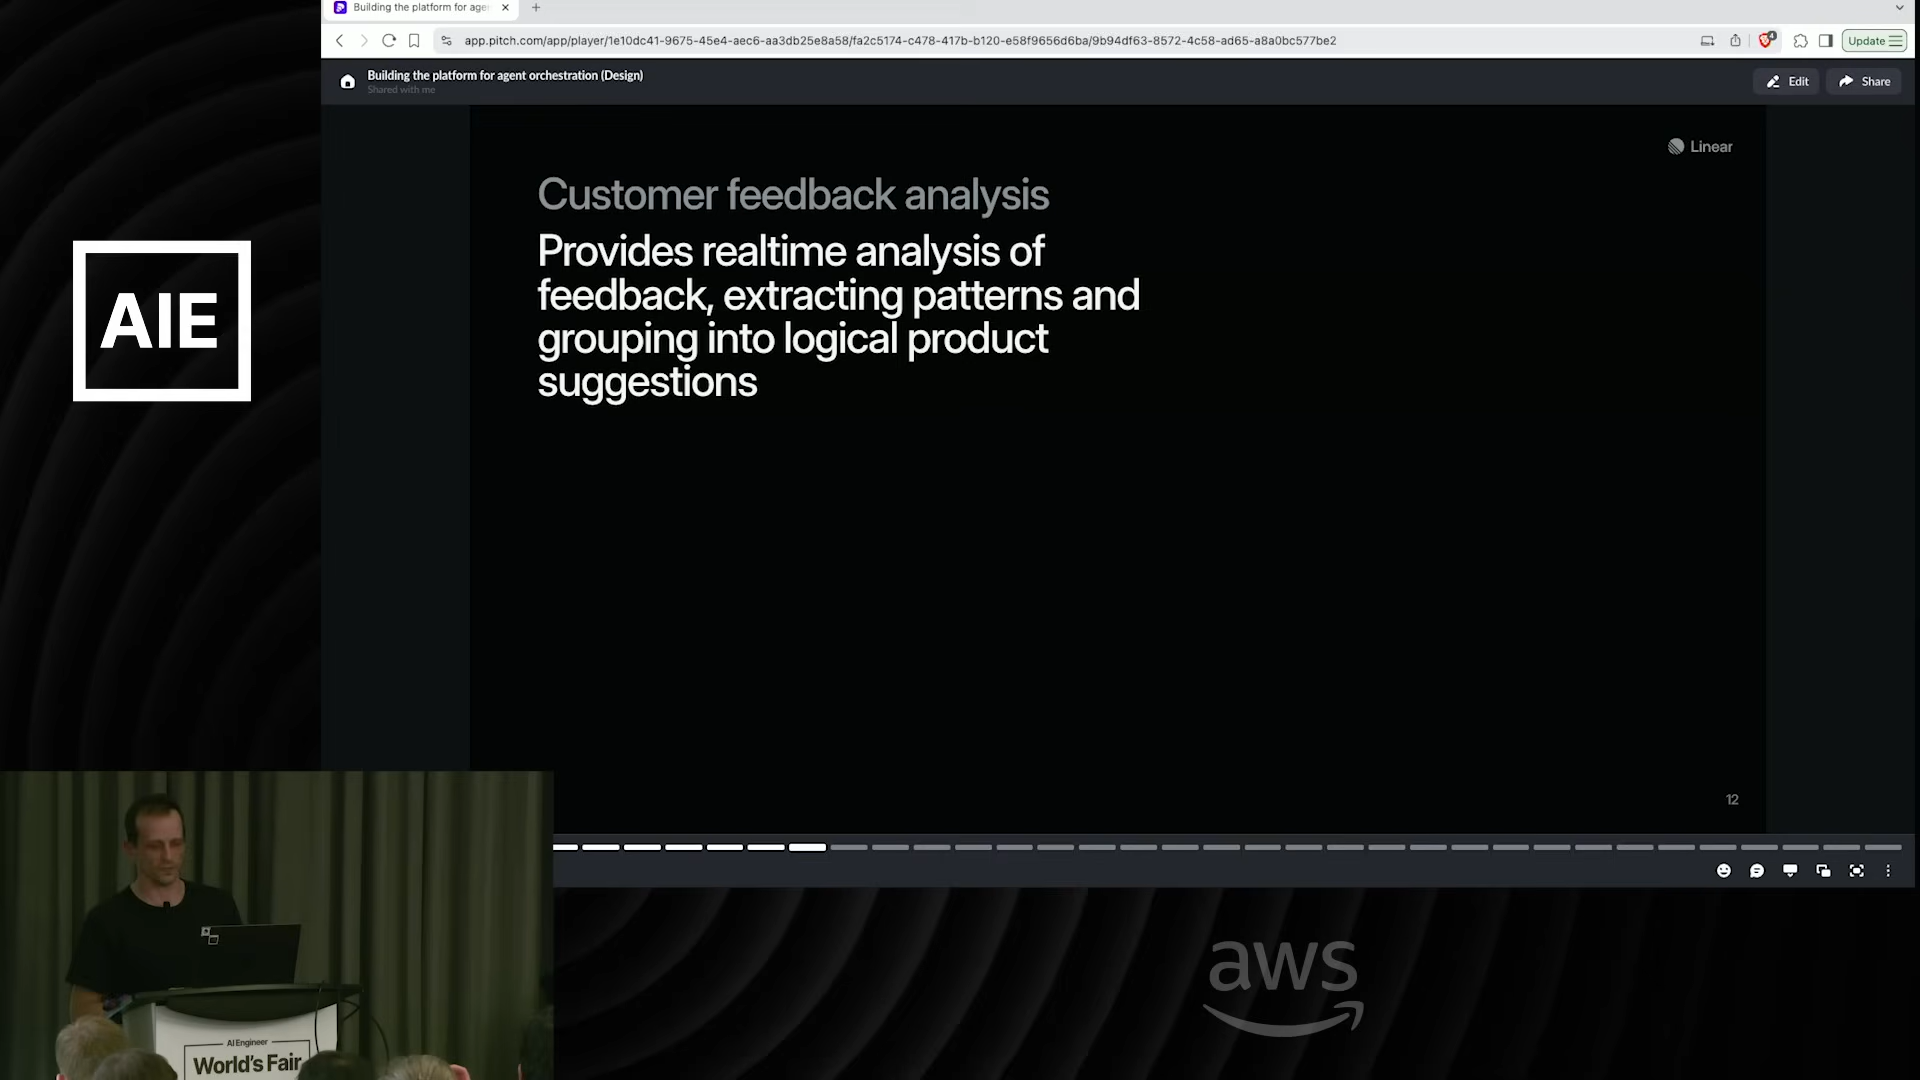 Building the platform for age
app.pitch.com/app/player/1e10dc41-9675-45e4-aec6-aa3db25e8a58/fa2c5174-c478-417b-b120-e58f9656d6ba/9b94df63-8572-4c58-ad65-a8a0bc577be2
4
Update
Building the platform for agent orchestration (Design)
Shared with me
Edit
Share
Linear
Customer feedback analysis
Provides realtime analysis of
feedback, extracting patterns and
grouping into logical product
suggestions
12
AIE
AI Engineer
World's Fair
aws